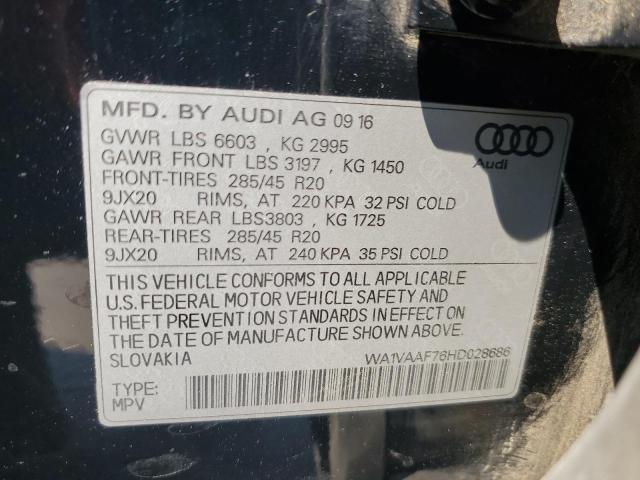 MFD. BY AUDI AG 09 16
GVWR LBS 6603 , KG 2995
GAWR FRONT LBS 3197 , KG 1450
FRONT-TIRES 285/45 R20
9JX20 RIMS, AT 220 KPA 32 PSI COLD
GAWR REAR LBS3803 , KG 1725
REAR-TIRES 285/45 R20
9JX20 RIMS, AT 240 KPA 35 PSI COLD
Audi
THIS VEHICLE CONFORMS TO ALL APPLICABLE
U.S. FEDERAL MOTOR VEHICLE SAFETY AND
THEFT PREVENTION STANDARDS IN EFFECT ON
THE DATE OF MANUFACTURE SHOWN ABOVE.
SLOVAKIA
WA1VAAF76HD028686
TYPE:
MPV